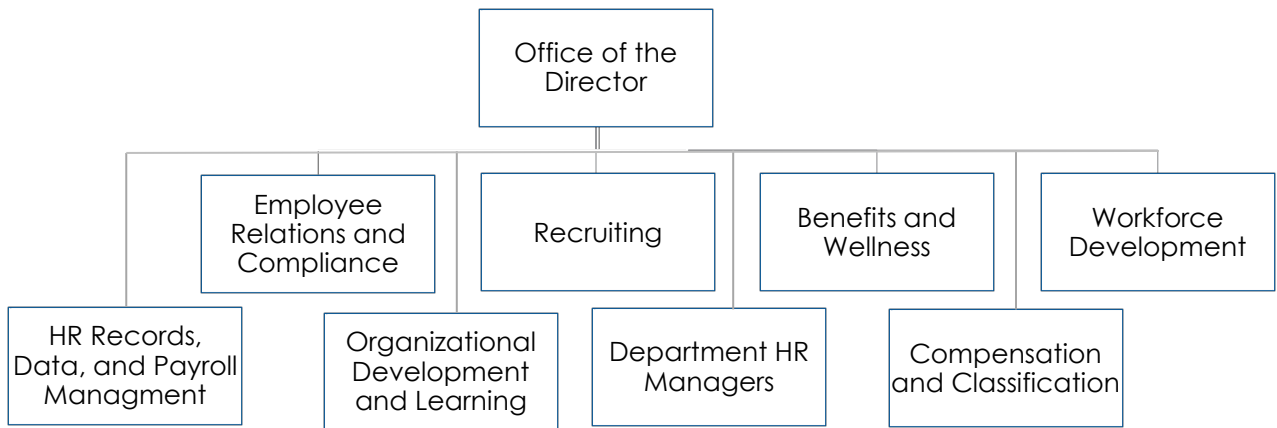 Office of the
Director
Employee
Relations and
Compliance
Recruiting
Benefits and
Wellness
Workforce
Development
HR Records,
Data, and Payroll
Managment
Organizational
Development
and Learning
Department HR
Managers
Compensation
and Classification